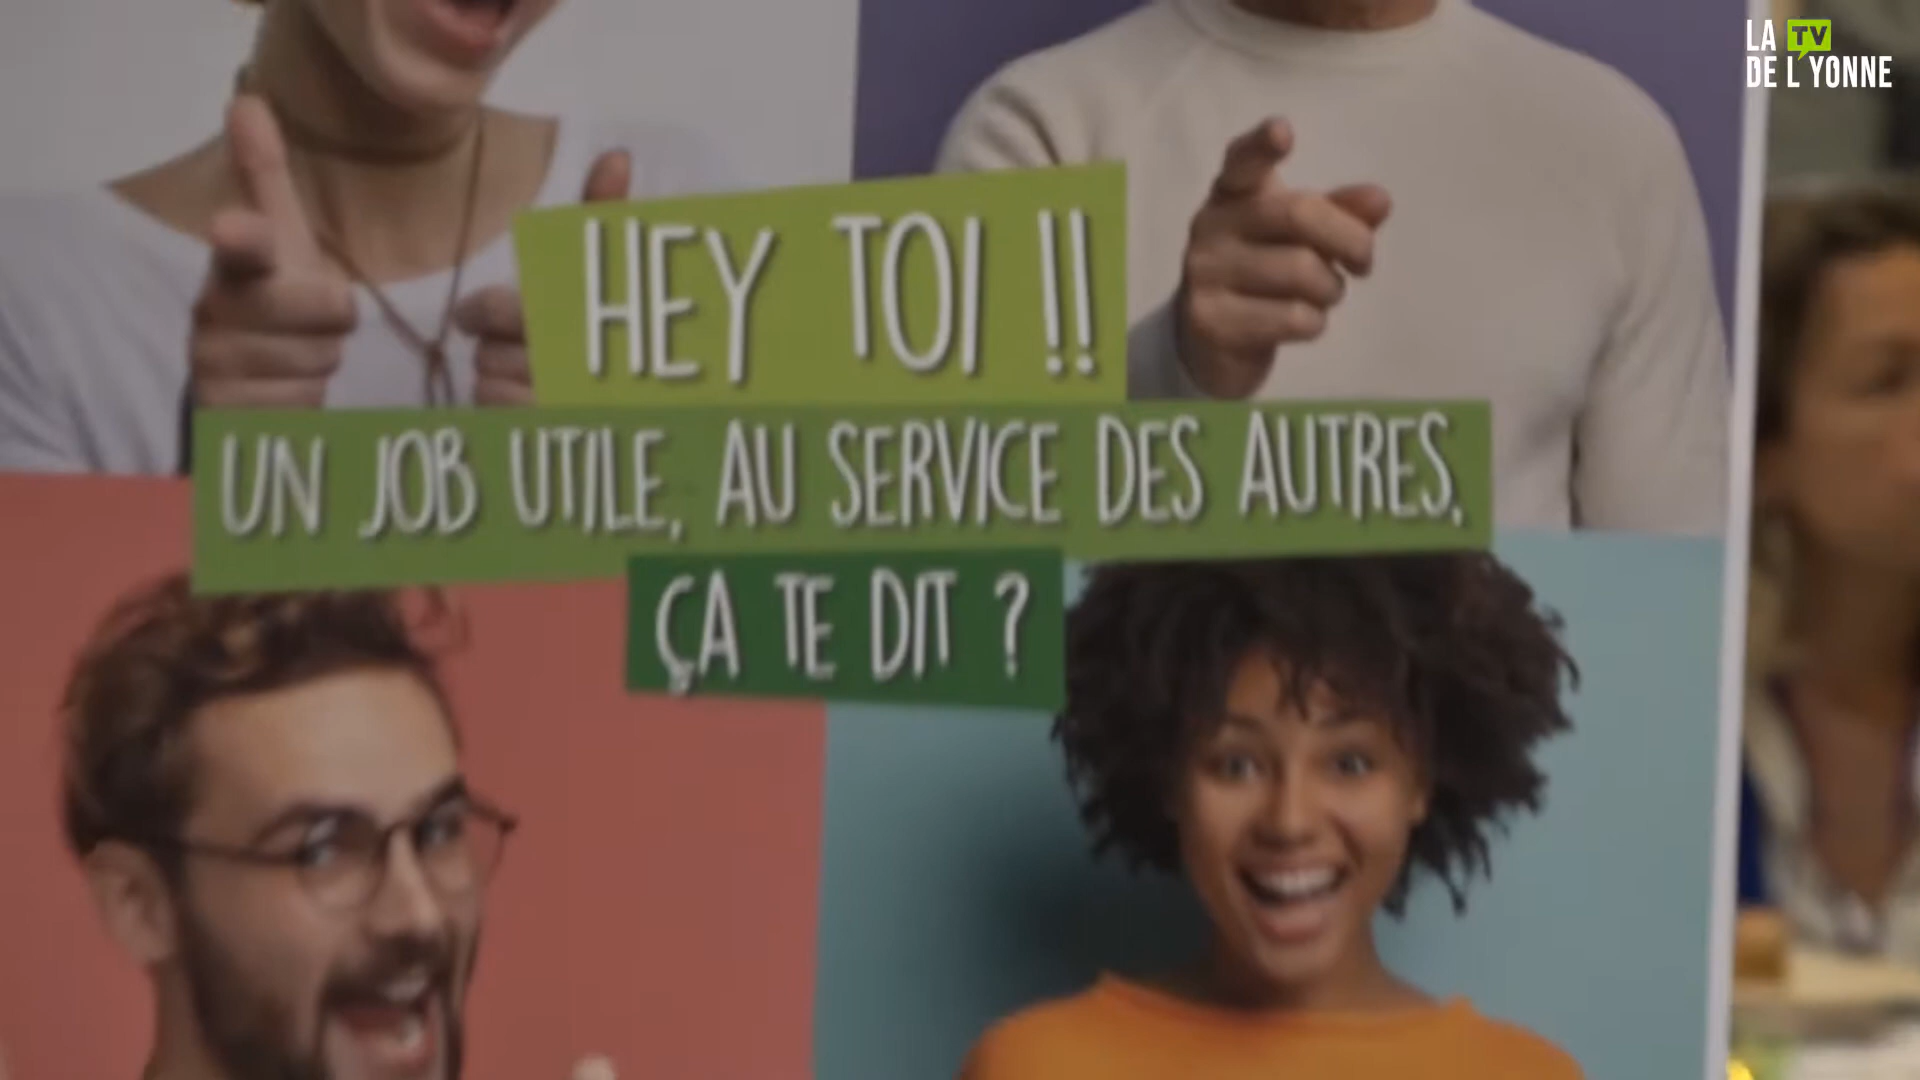 LA TV
DE L'YONNE
HEY TOI !!
UN JOB UTILE, AU SERVICE DES AUTRES,
ÇA TE DIT ?